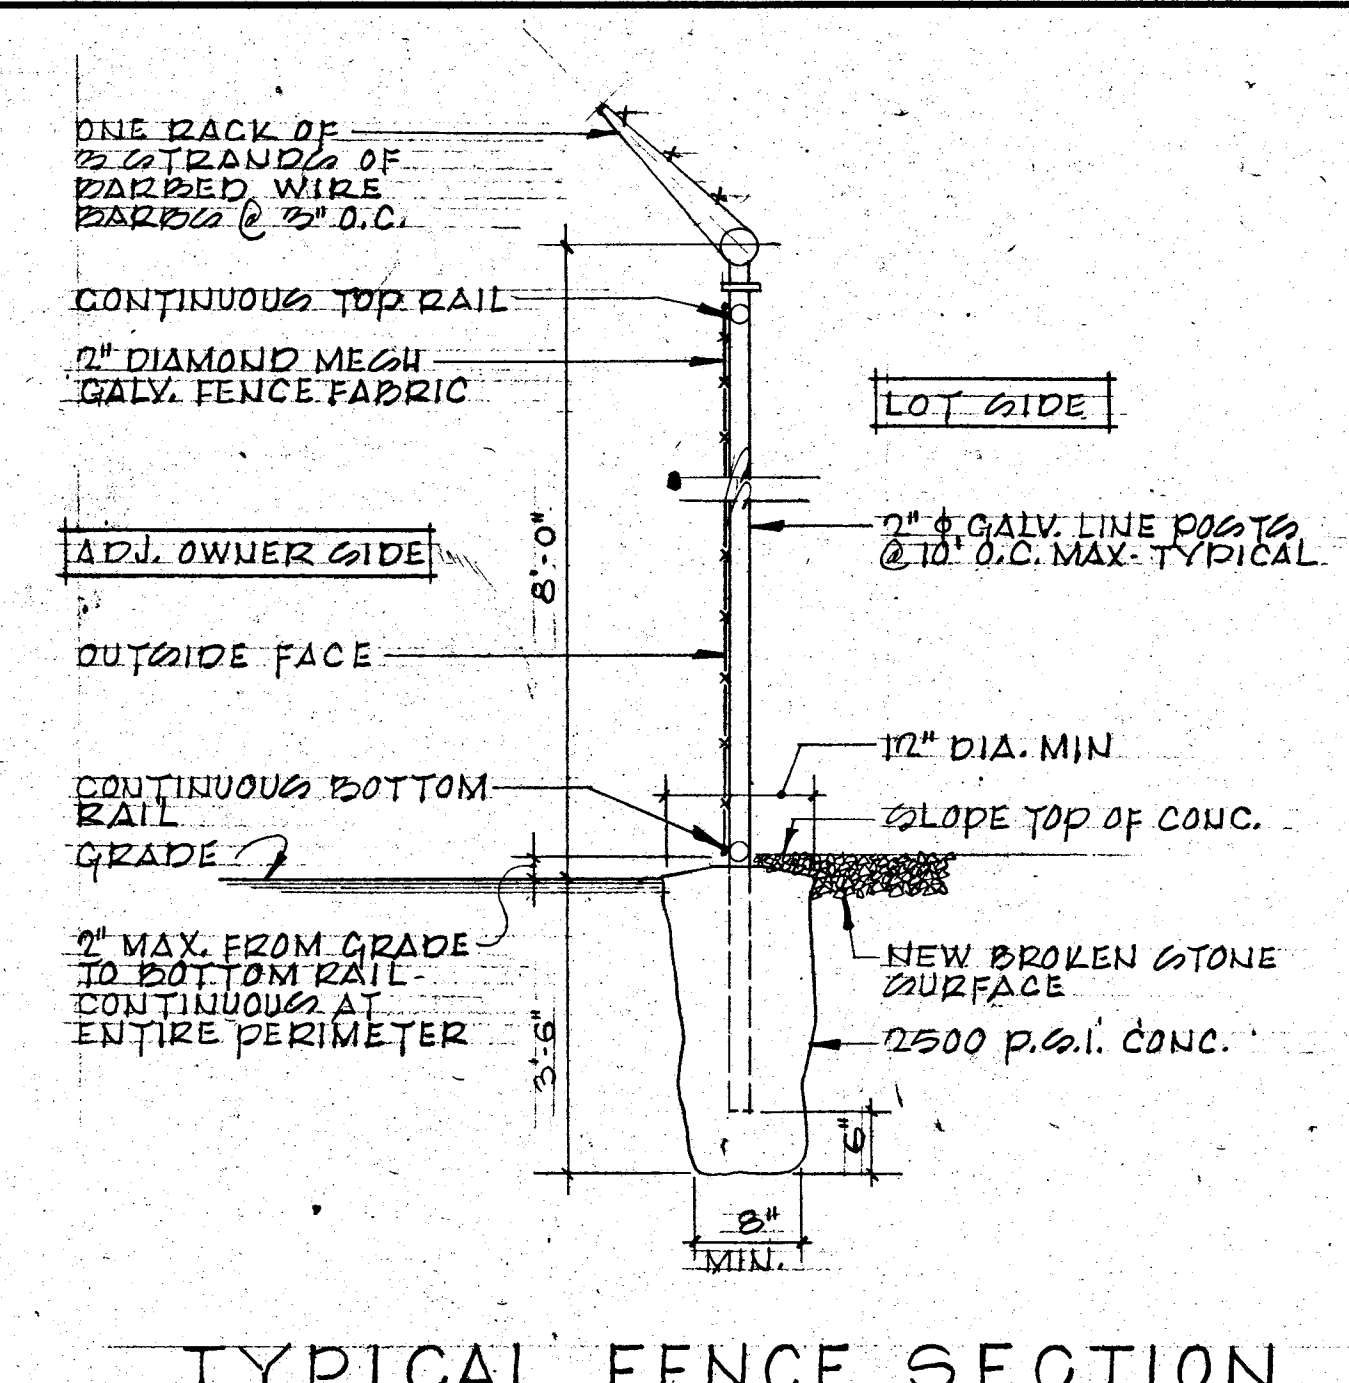 ONE RACK OF
3 STRANDS OF
BARBED WIRE
BARBS @ 3" O.C.
CONTINUOUS TOP RAIL
2" DIAMOND MESH
GALV. FENCE FABRIC
LOT SIDE
ADJ. OWNER SIDE
8'-0"
2" ϕ GALV. LINE POSTS
@ 10' O.C. MAX - TYPICAL
OUTSIDE FACE
12" DIA. MIN
CONTINUOUS BOTTOM
RAIL
SLOPE TOP OF CONC.
GRADE
2" MAX. FROM GRADE
TO BOTTOM RAIL -
CONTINUOUS AT
ENTIRE PERIMETER
NEW BROKEN STONE
SURFACE
3'-6"
2500 P.S.I. CONC.
6"
8"
MIN.
TYPICAL FENCE SECTION